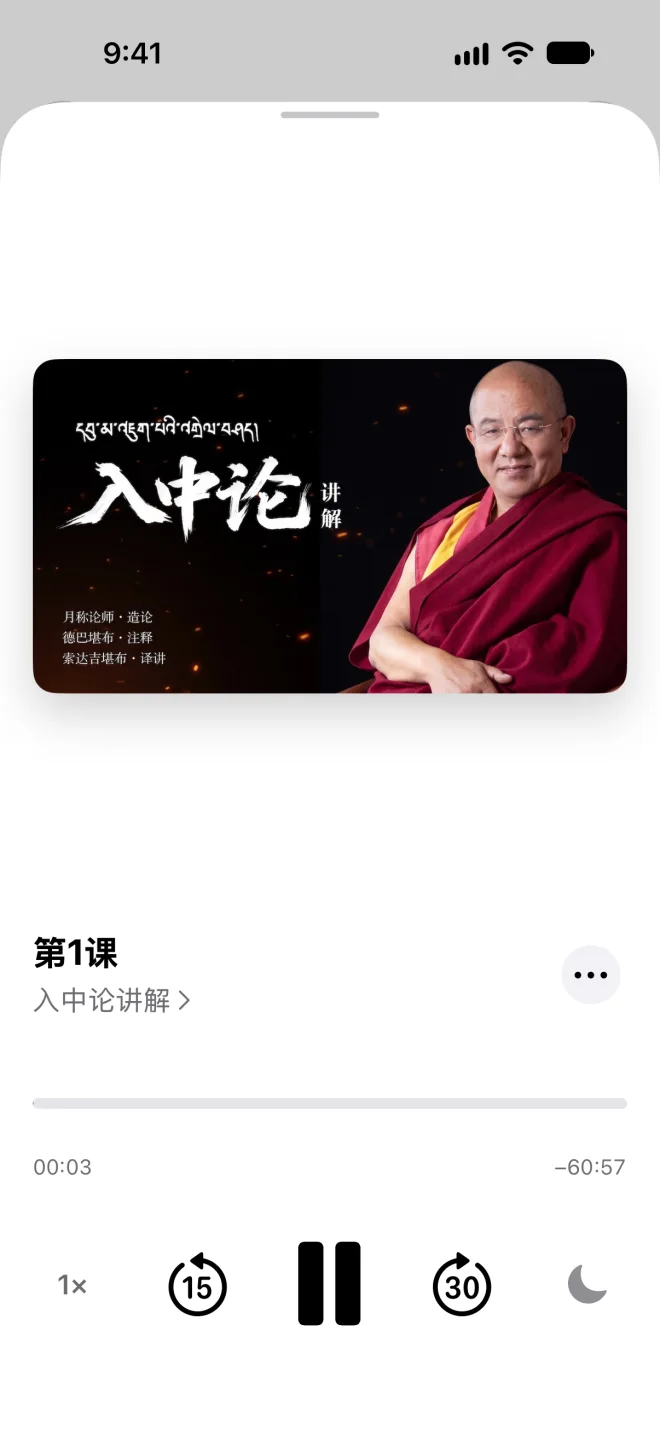 9:41
དབུ་མ་འཇུག་པའི་འགྲེལ་བཤད།
入中论
讲解
月称论师·造论
德巴堪布·注释
索达吉堪布·译讲
第1课
入中论讲解
00:03
–60:57
1×
15
30